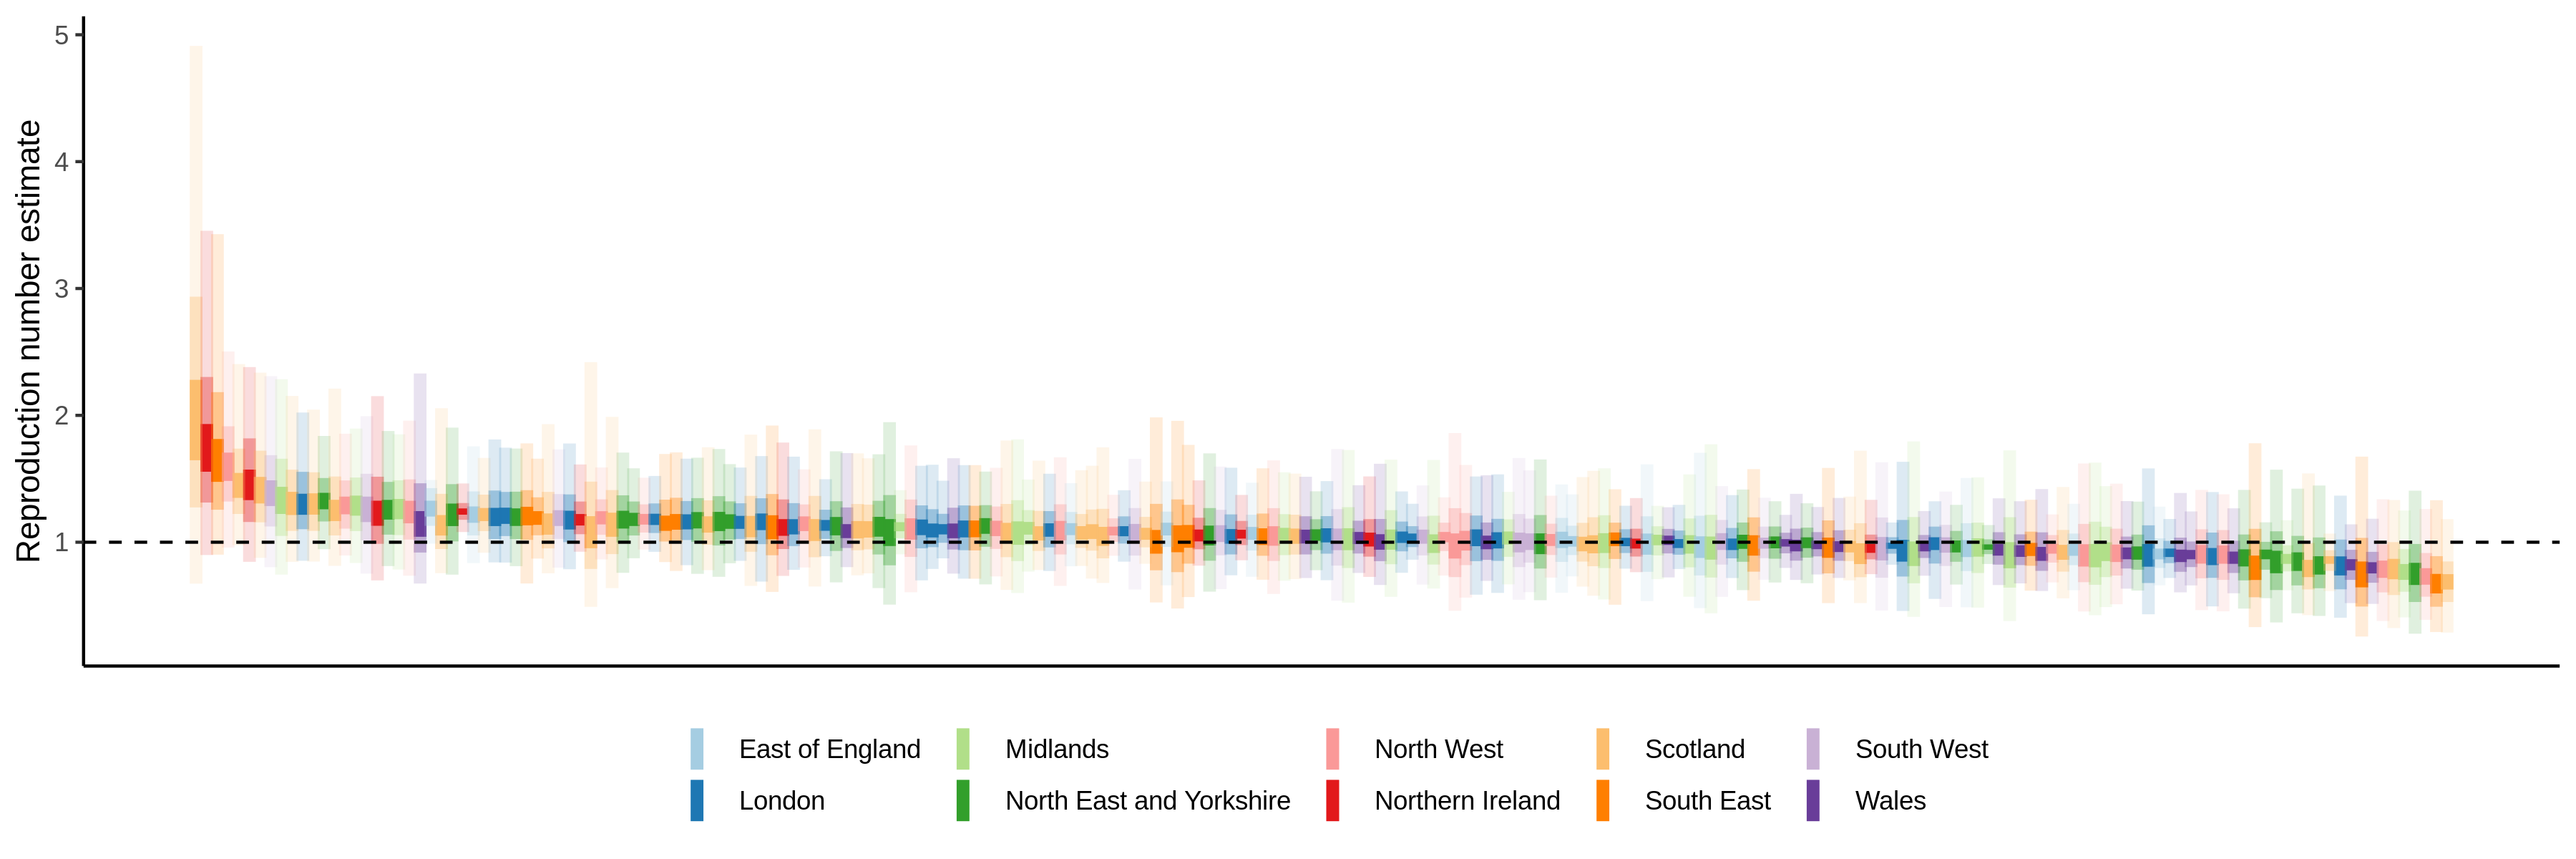 Reproduction number estimate
5
4
3
2
1
East of England
Midlands
North West
Scotland
South West
London
North East and Yorkshire
Northern Ireland
South East
Wales